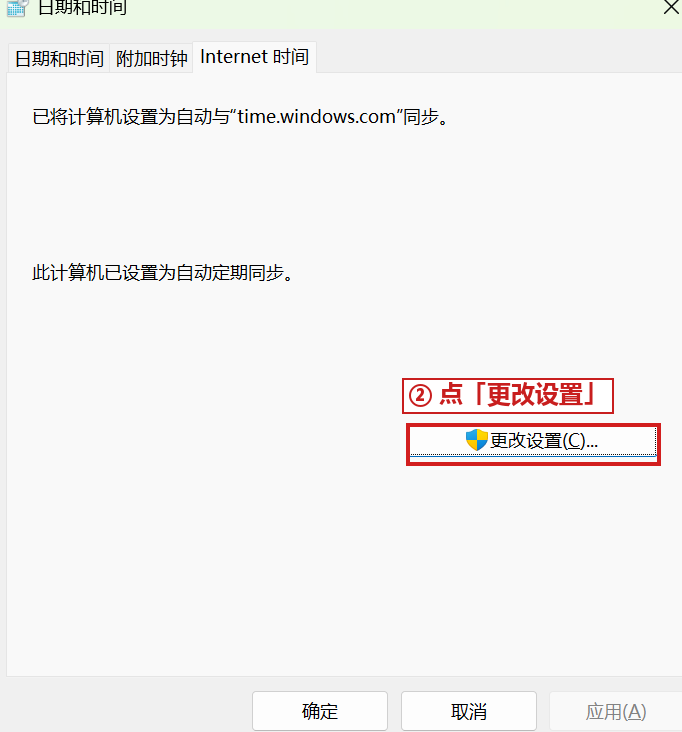 日期和时间
日期和时间 附加时钟 Internet 时间
已将计算机设置为自动与“time.windows.com”同步。
此计算机已设置为自动定期同步。
② 点「更改设置」
更改设置(C)...
确定 取消 应用(A)